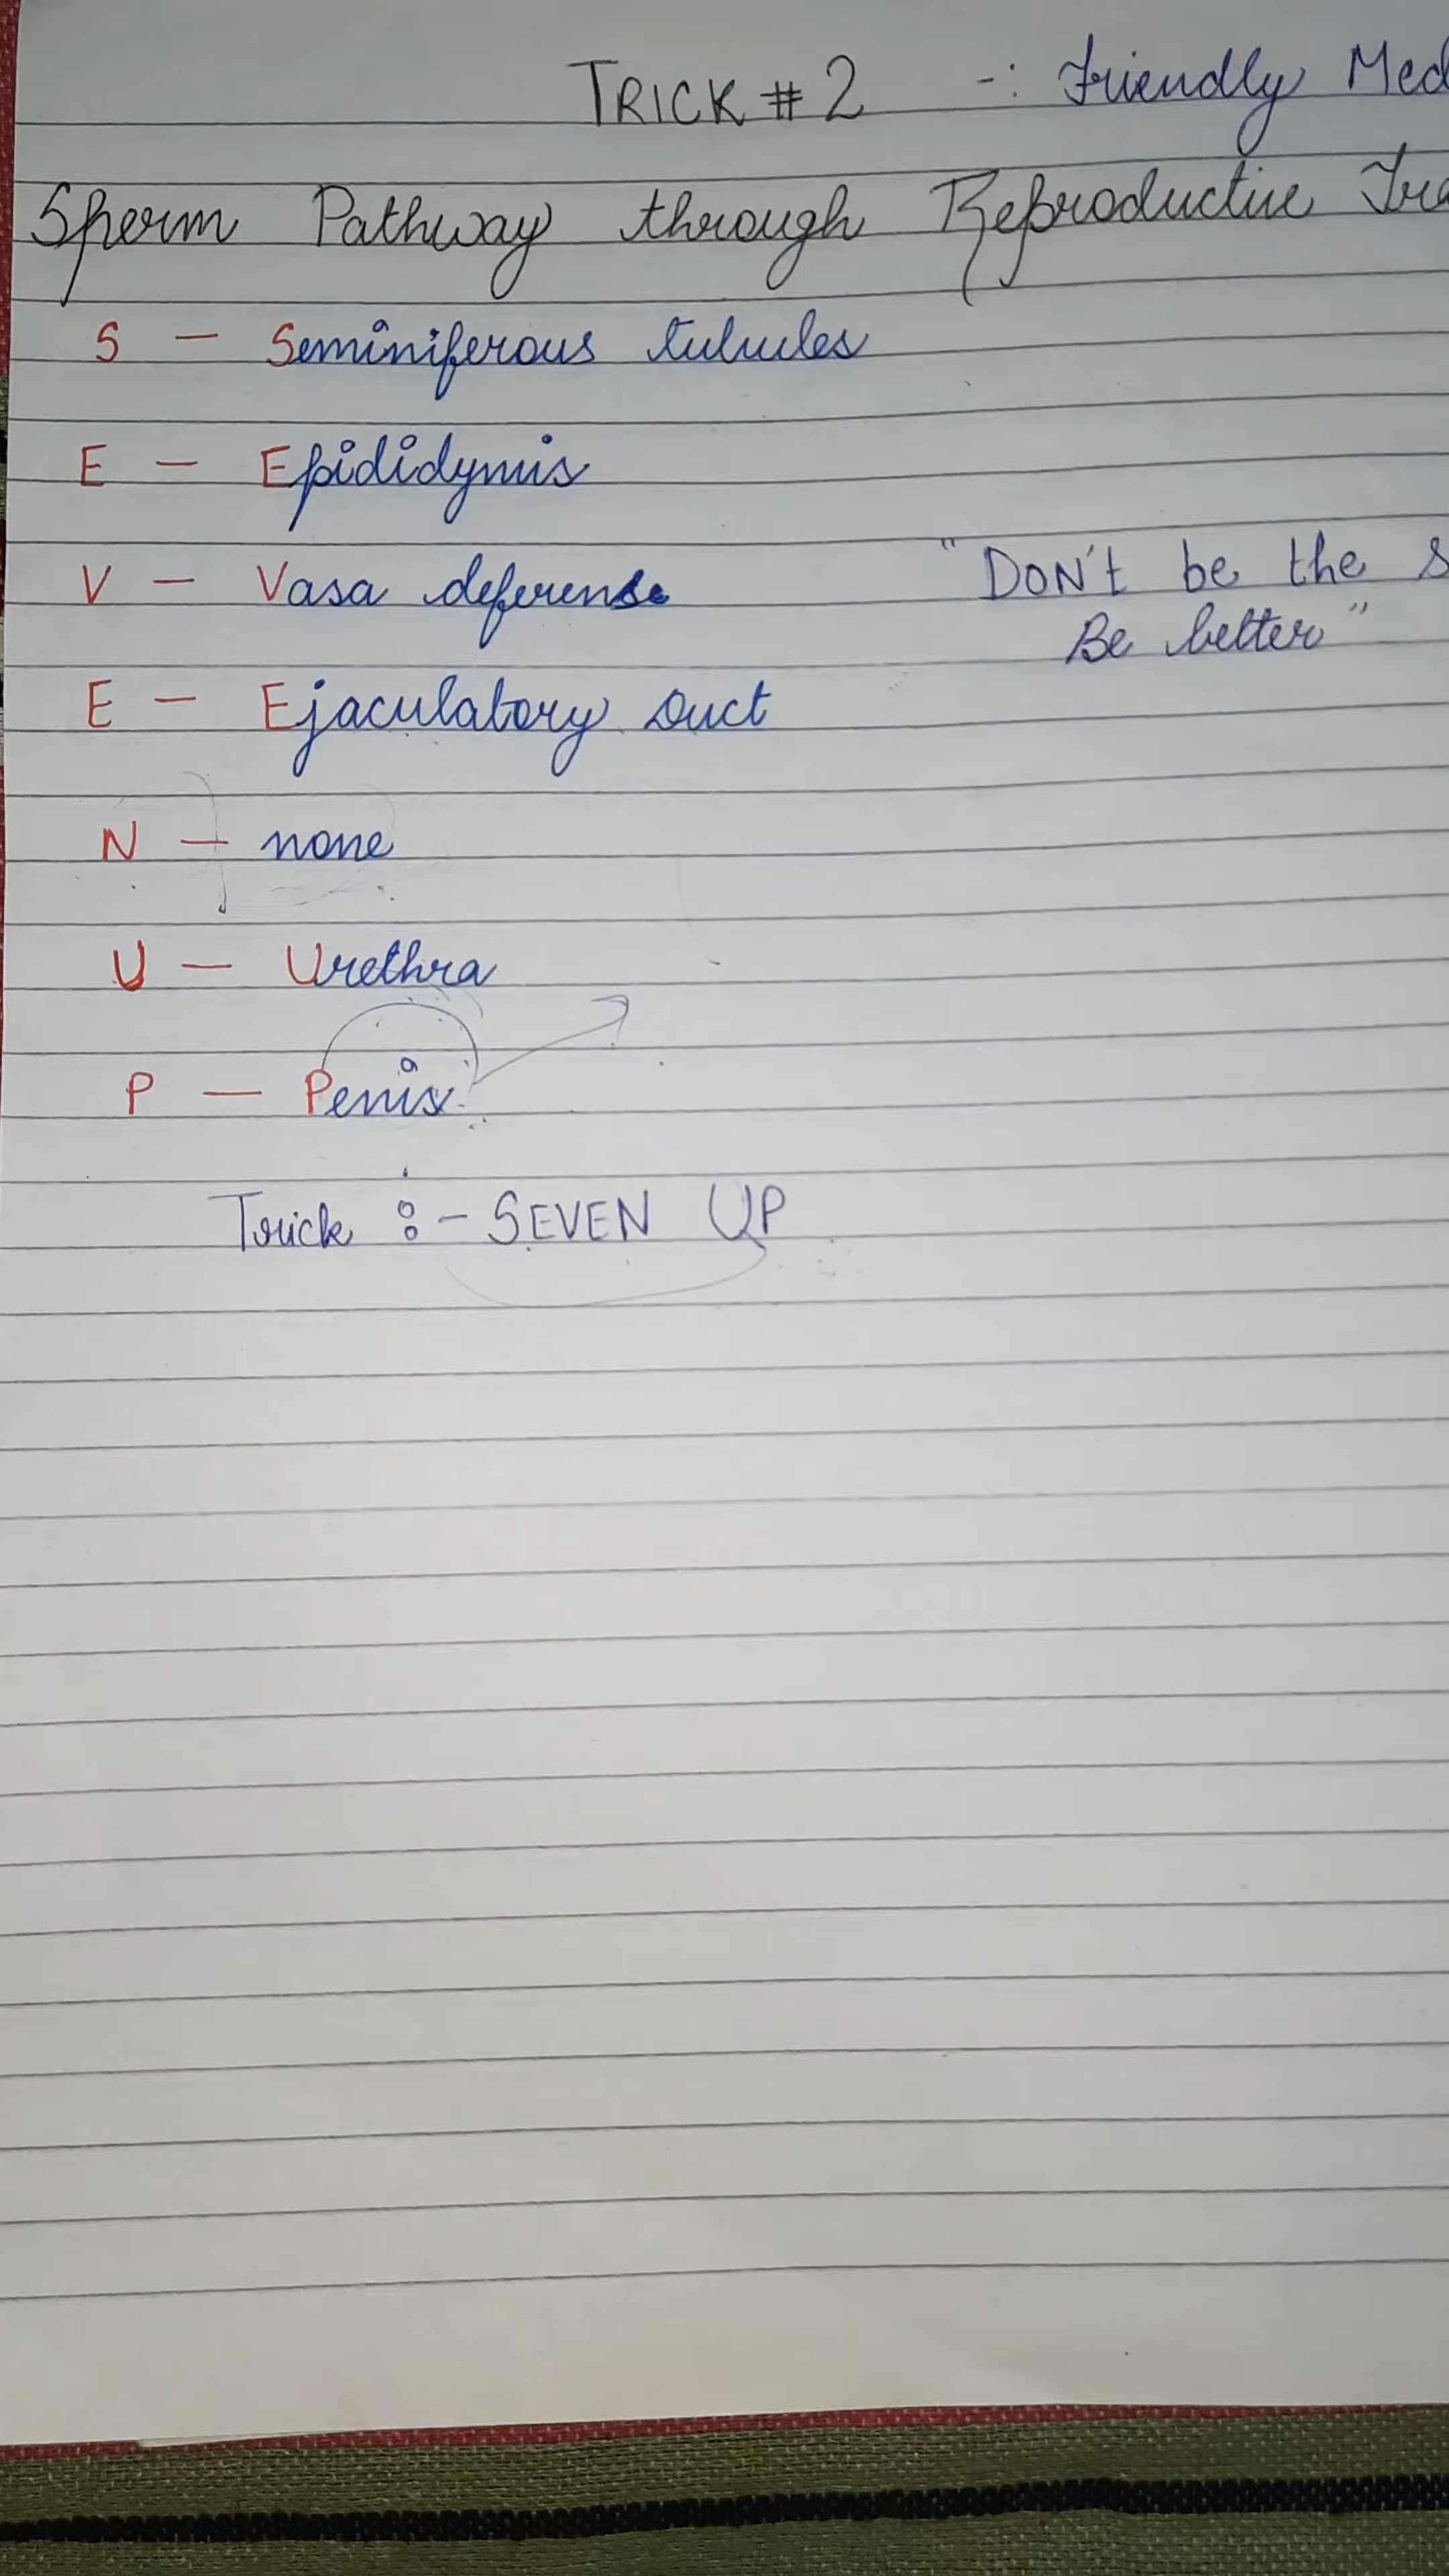 TRICK # 2 -: Friendly Med
Sperm Pathway through Reproductive Tra
S - Seminiferous tubules
E - Epididymis
V - Vasa deferens
"DON't be the s
Be better"
E - Ejaculatory Duct
N - none
U - Urethra
P - Penis
Trick :- SEVEN UP